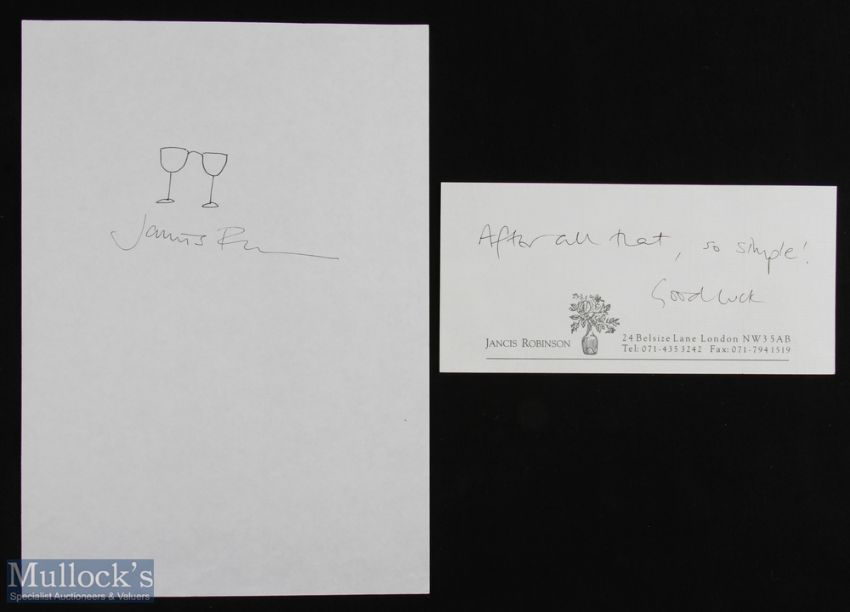 Jancis R
After all that, so simple!
Good luck
JANCIS ROBINSON
24 Belsize Lane London NW3 5AB
Tel: 071-435 3242 Fax: 071-794 1519
Mullock's
Specialist Auctioneers & Valuers